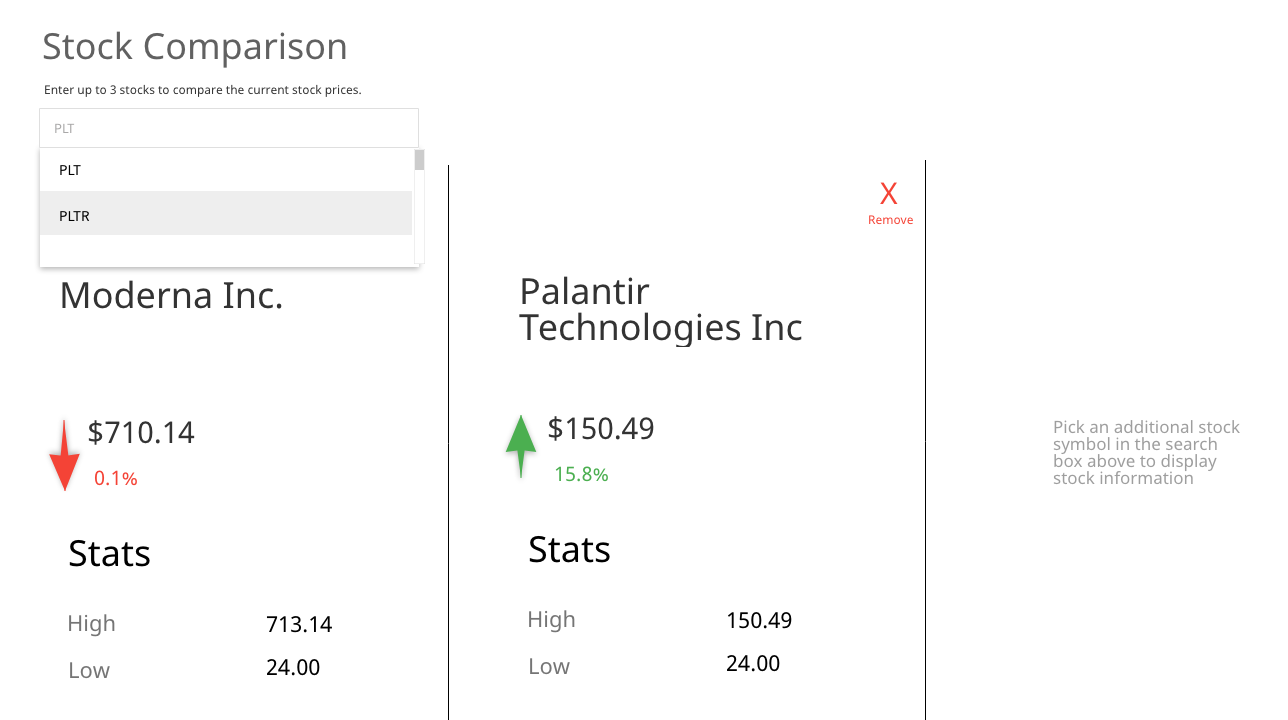 Stock Comparison
Enter up to 3 stocks to compare the current stock prices.
PLT
PLT
PLTR
X
Remove
Moderna Inc.
$710.14
0.1%
Stats
High 713.14
Low 24.00
Palantir
Technologies Inc
$150.49
15.8%
Stats
High 150.49
Low 24.00
Pick an additional stock
symbol in the search
box above to display
stock information